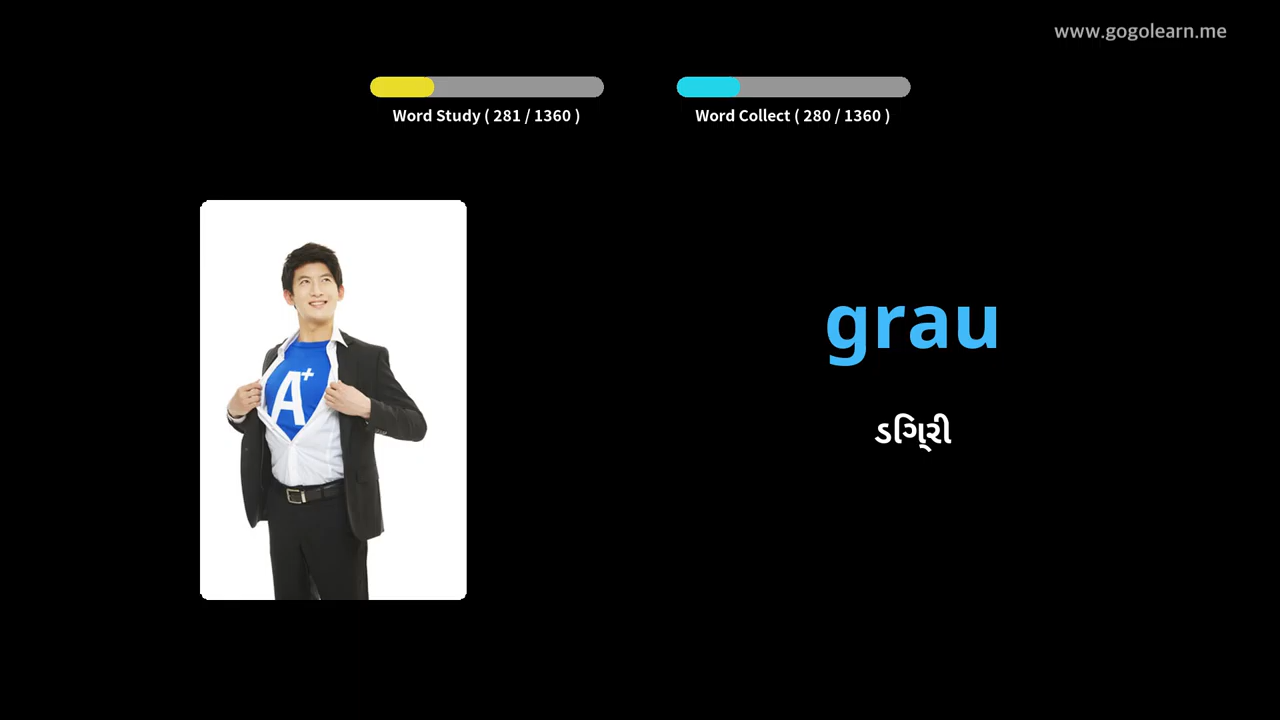 www.gogolearn.me
Word Study ( 281 / 1360 )
Word Collect ( 280 / 1360 )
A+
grau
ડિગ્રી